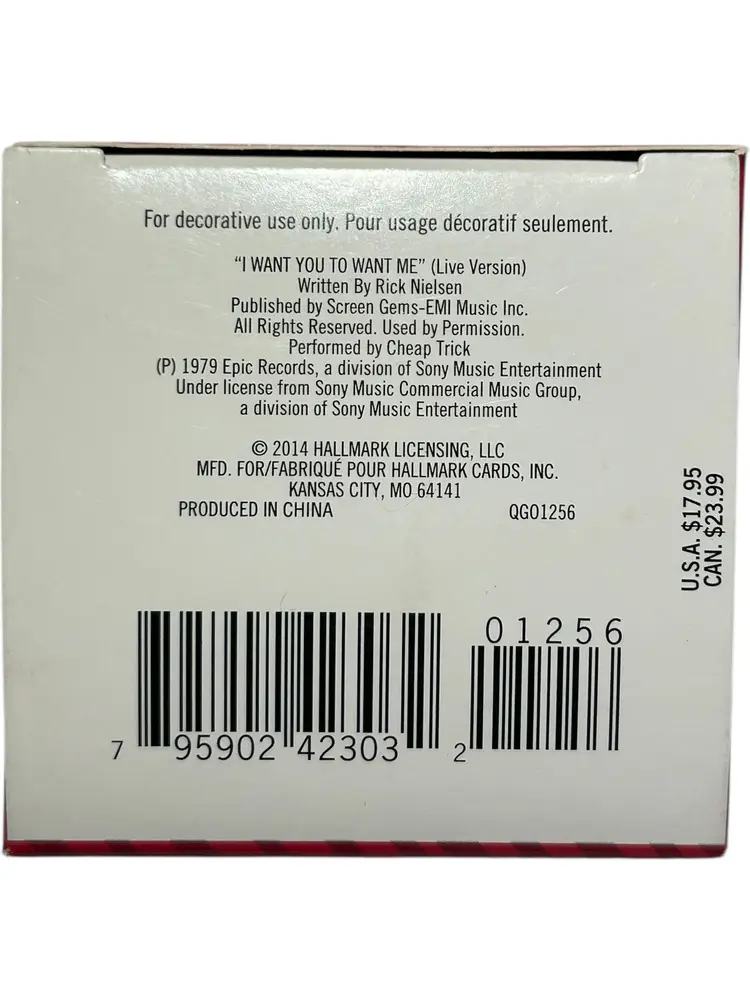 For decorative use only. Pour usage décoratif seulement.
“I WANT YOU TO WANT ME” (Live Version)
Written By Rick Nielsen
Published by Screen Gems-EMI Music Inc.
All Rights Reserved. Used by Permission.
Performed by Cheap Trick
(P) 1979 Epic Records, a division of Sony Music Entertainment
Under license from Sony Music Commercial Music Group,
a division of Sony Music Entertainment
© 2014 HALLMARK LICENSING, LLC
MFD. FOR/FABRIQUÉ POUR HALLMARK CARDS, INC.
KANSAS CITY, MO 64141
PRODUCED IN CHINA QGO1256
U.S.A. $17.95
CAN. $23.99
01256
7 95902 42303 2